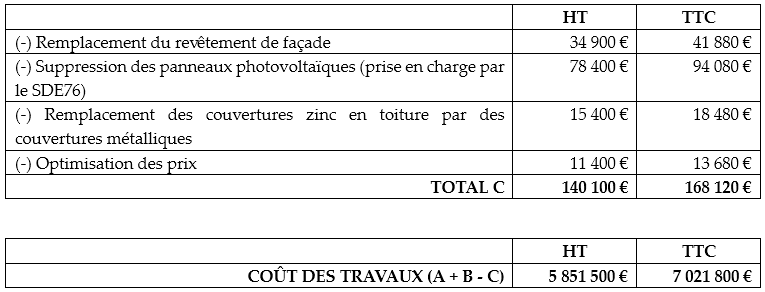 HT TTC
(-) Remplacement du revêtement de façade 34 900 € 41 880 €
(-) Suppression des panneaux photovoltaïques (prise en charge par 78 400 € 94 080 €
le SDE76)
(-) Remplacement des couvertures zinc en toiture par des 15 400 € 18 480 €
couvertures métalliques
(-) Optimisation des prix 11 400 € 13 680 €
TOTAL C 140 100 € 168 120 €
HT TTC
COÛT DES TRAVAUX (A + B - C) 5 851 500 € 7 021 800 €